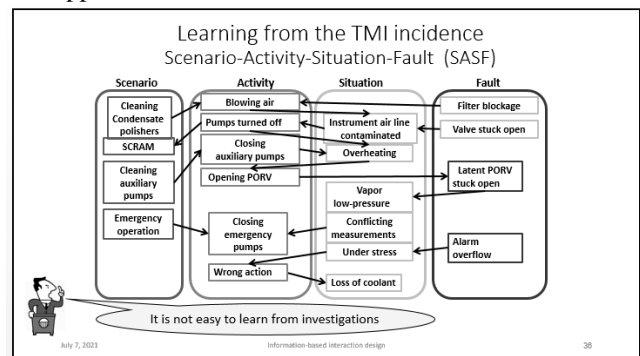 Learning from the TMI incidence
Scenario-Activity-Situation-Fault (SASF)
Scenario
Activity
Situation
Fault
Cleaning
Condensate
polishers
SCRAM
Cleaning
auxiliary
pumps
Emergency
operation
Blowing air
Pumps turned off
Closing
auxiliary pumps
Opening PORV
Closing
emergency
pumps
Wrong action
Instrument air line
contaminated
Overheating
Vapor
low-pressure
Conflicting
measurements
Under stress
Loss of coolant
Filter blockage
Valve stuck open
Latent PORV
stuck open
Alarm
overflow
It is not easy to learn from investigations
July 7, 2021
Information-based interaction design
36